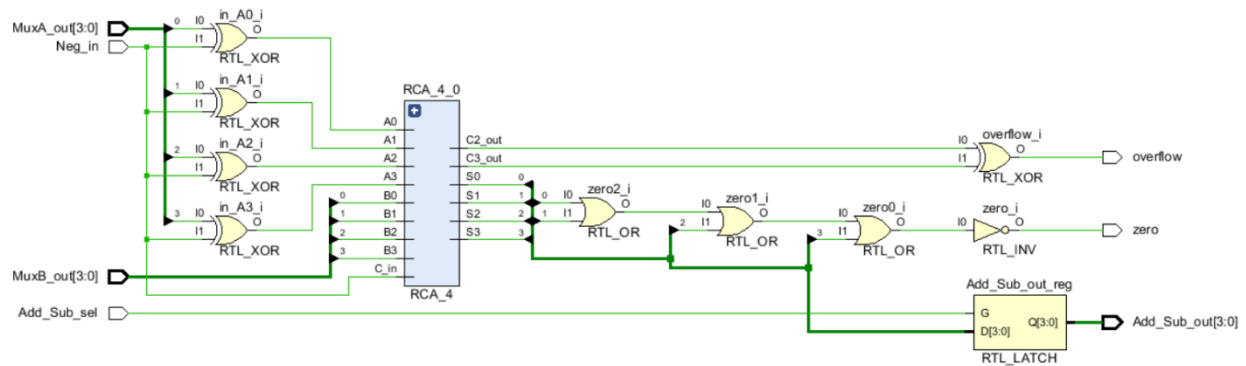 MuxA_out[3:0]
Neg_in
0 I0 in_A0_i O
I1
RTL_XOR
1 I0 in_A1_i O
I1
RTL_XOR
2 I0 in_A2_i O
I1
RTL_XOR
3 I0 in_A3_i O
I1
RTL_XOR
MuxB_out[3:0]
Add_Sub_sel
RCA_4_0
A0
A1
A2
A3
0 B0
1 B1
2 B2
3 B3
C_in
C2_out
C3_out
S0 0
S1 1
S2 2
S3 3
RCA_4
0 I0 zero2_i O
1 I1
RTL_OR
I0 zero1_i O
2 I1
RTL_OR
I0 zero0_i O
3 I1
RTL_OR
I0 zero_i O
RTL_INV
zero
I0 overflow_i O
I1
RTL_XOR
overflow
Add_Sub_out_reg
G
D[3:0] Q[3:0]
RTL_LATCH
Add_Sub_out[3:0]